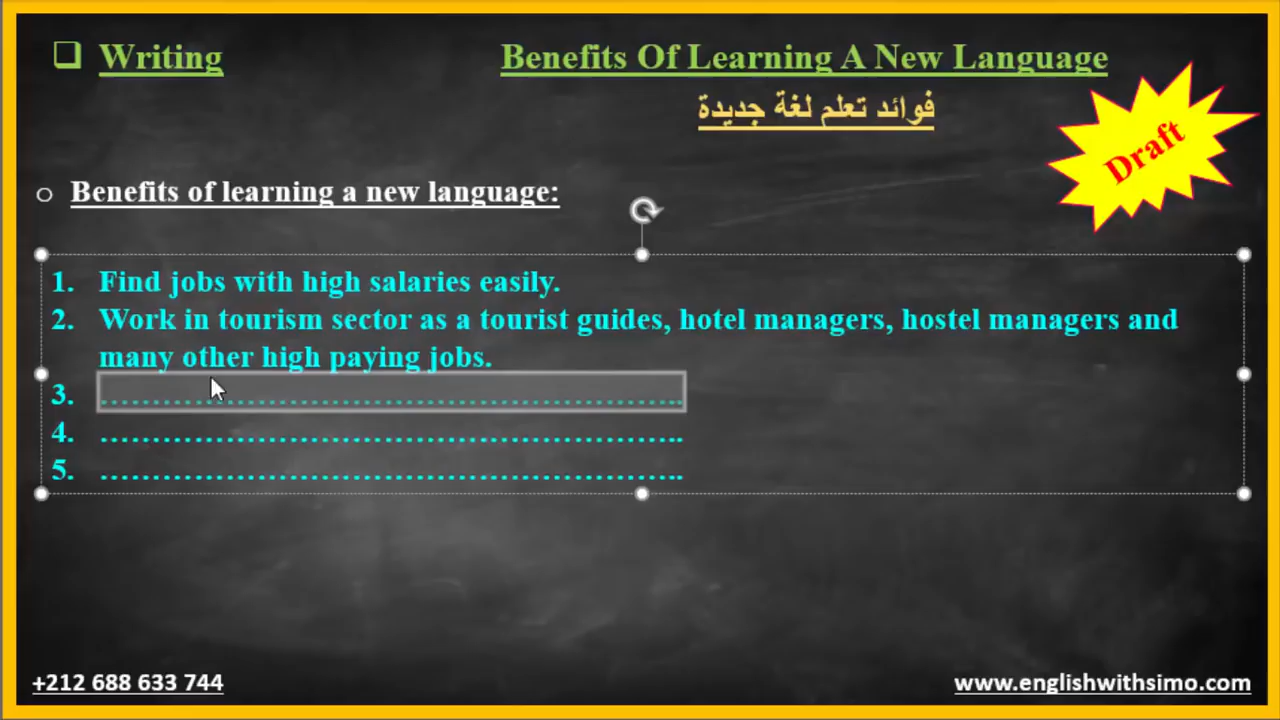 ❑ Writing
Benefits Of Learning A New Language
فوائد تعلم لغة جديدة
Draft
o Benefits of learning a new language:
1. Find jobs with high salaries easily.
2. Work in tourism sector as a tourist guides, hotel managers, hostel managers and
many other high paying jobs.
3. …………………………………………………..
4. …………………………………………………..
5. …………………………………………………..
+212 688 633 744
www.englishwithsimo.com